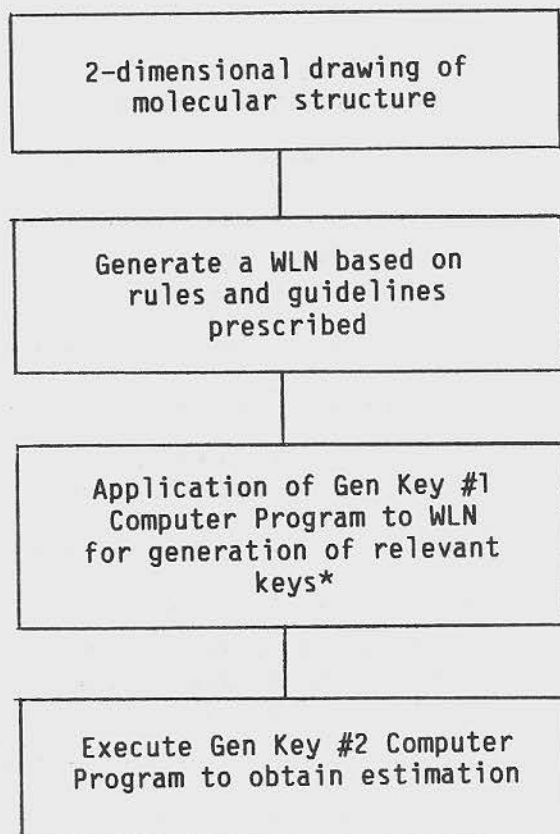 2-dimensional drawing of
molecular structure
Generate a WLN based on
rules and guidelines
prescribed
Application of Gen Key #1
Computer Program to WLN
for generation of relevant
keys*
Execute Gen Key #2 Computer
Program to obtain estimation